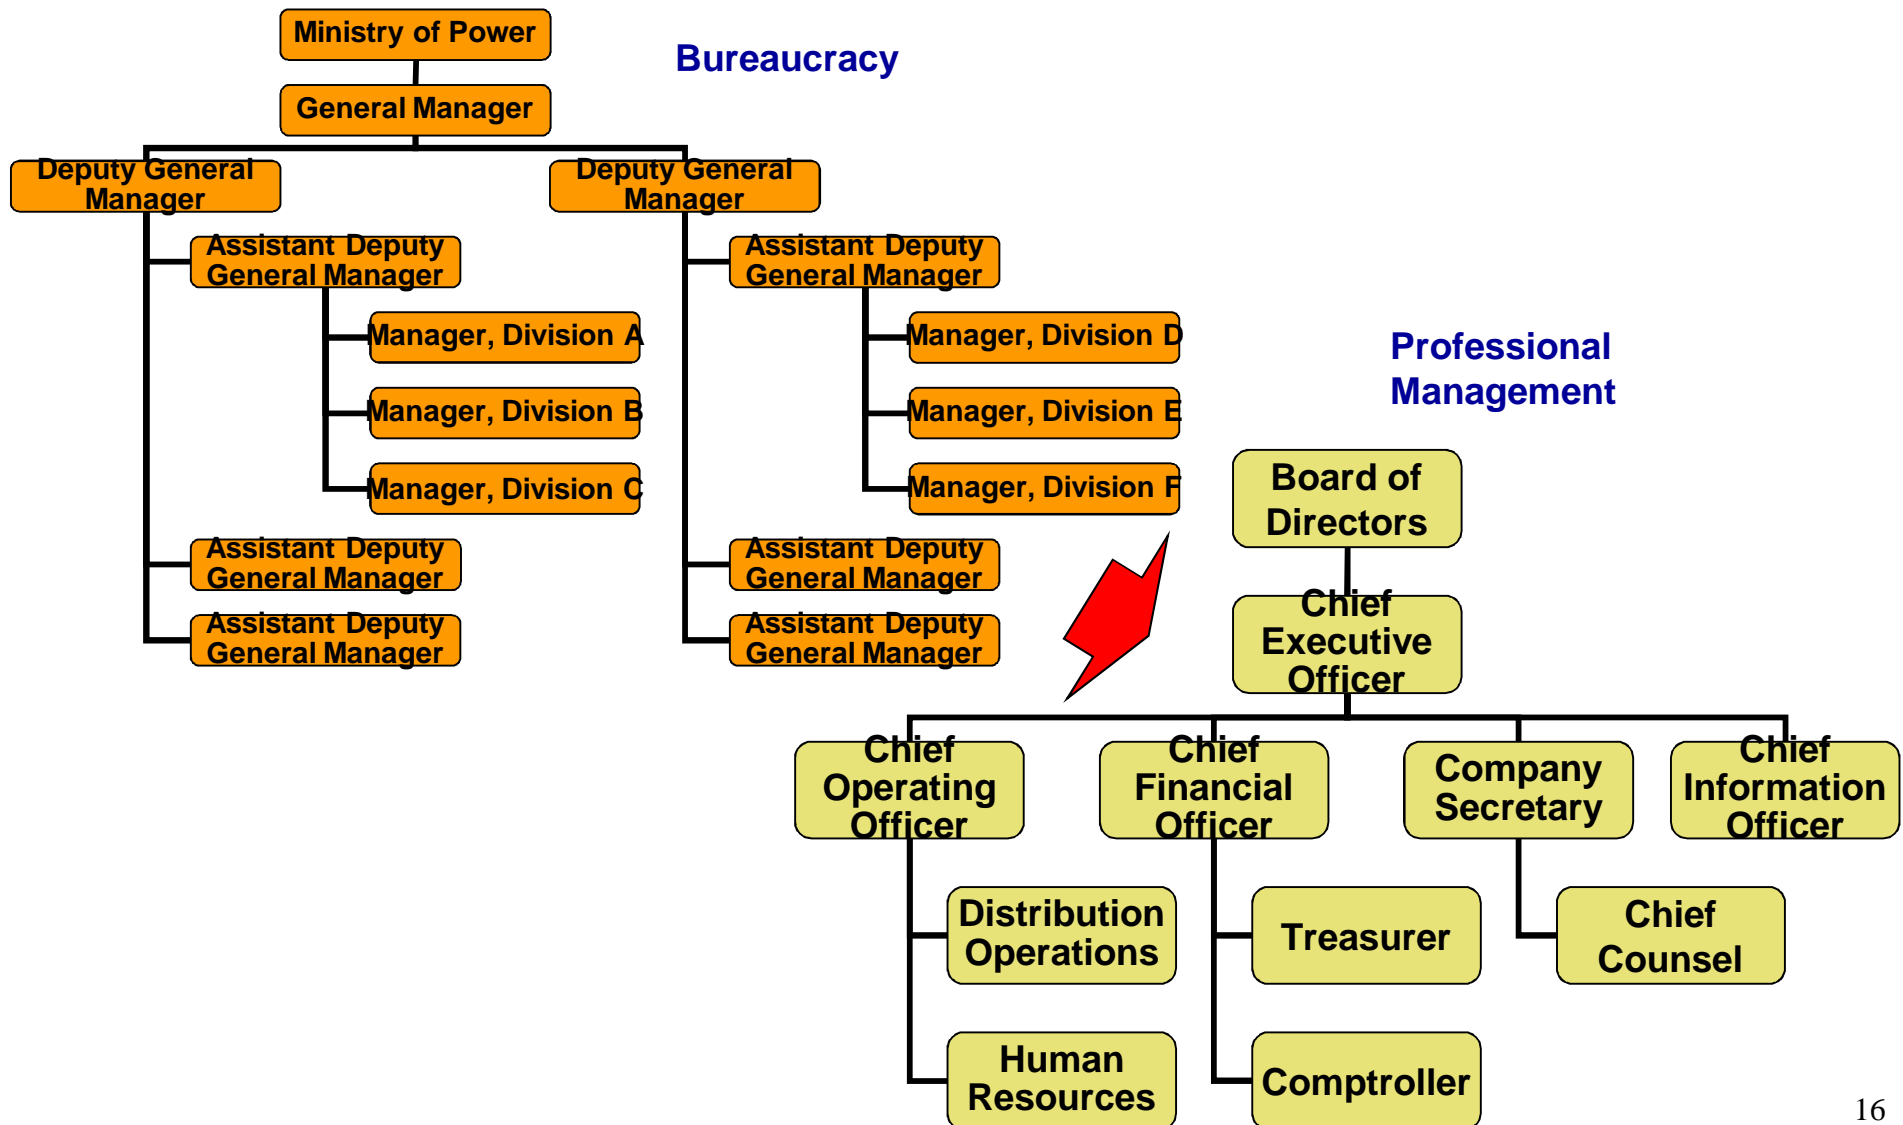 Ministry of Power
Bureaucracy
General Manager
Deputy General
Manager
Deputy General
Manager
Assistant Deputy
General Manager
Assistant Deputy
General Manager
Manager, Division A
Manager, Division D
Manager, Division B
Manager, Division E
Manager, Division C
Manager, Division F
Assistant Deputy
General Manager
Assistant Deputy
General Manager
Assistant Deputy
General Manager
Assistant Deputy
General Manager
Professional
Management
Board of
Directors
Chief
Executive
Officer
Chief
Operating
Officer
Chief
Financial
Officer
Company
Secretary
Chief
Information
Officer
Distribution
Operations
Treasurer
Chief
Counsel
Human
Resources
Comptroller
16